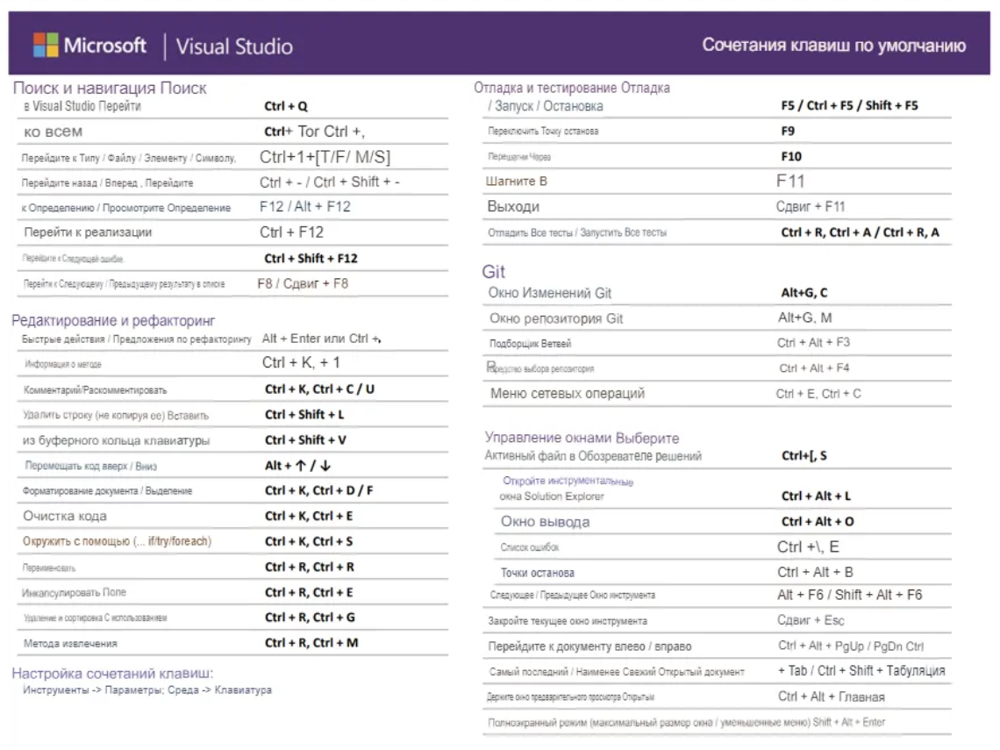 Microsoft | Visual Studio
Сочетания клавиш по умолчанию
Поиск и навигация Поиск
в Visual Studio Перейти Ctrl + Q
ко всем Ctrl+ Tor Ctrl +,
Перейдите к Типу / Файлу / Элементу / Символу, Ctrl+1+[T/F/ M/S]
Перейдите назад / Вперед , Перейдите Ctrl + - / Ctrl + Shift + -
к Определению / Просмотрите Определение F12 / Alt + F12
Перейти к реализации Ctrl + F12
Перейдите к Следующей ошибке. Ctrl + Shift + F12
Перейти к Следующему / Предыдущему результату в списке F8 / Сдвиг + F8
Редактирование и рефакторинг
Быстрые действия / Предложения по рефакторингу Alt + Enter или Ctrl +,
Информация о методе Ctrl + K, + 1
Комментарий/Раскомментировать Ctrl + K, Ctrl + C / U
Удалить строку (не копируя ее) Вставить Ctrl + Shift + L
из буферного кольца клавиатуры Ctrl + Shift + V
Перемещать код вверх / Вниз Alt + ↑ / ↓
Форматирование документа / Выделение Ctrl + K, Ctrl + D / F
Очистка кода Ctrl + K, Ctrl + E
Окружить с помощью (... if/try/foreach) Ctrl + K, Ctrl + S
Переименовать Ctrl + R, Ctrl + R
Инкапсулировать Поле Ctrl + R, Ctrl + E
Удаление и сортировка С использованием Ctrl + R, Ctrl + G
Метода извлечения Ctrl + R, Ctrl + M
Настройка сочетаний клавиш:
Инструменты -> Параметры; Среда -> Клавиатура
Отладка и тестирование Отладка
/ Запуск / Остановка F5 / Ctrl + F5 / Shift + F5
Переключить Точку останова F9
Перешагни Через F10
Шагните В F11
Выходи Сдвиг + F11
Отладить Все тесты / Запустить Все тесты Ctrl + R, Ctrl + A / Ctrl + R, A
Git
Окно Изменений Git Alt+G, C
Окно репозитория Git Alt+G, M
Подборщик Ветвей Ctrl + Alt + F3
выбора репозитория Ctrl + Alt + F4
Меню сетевых операций Ctrl + E, Ctrl + C
Управление окнами Выберите
Активный файл в Обозревателе решений Ctrl+[, S
Откройте инструментальные
окна Solution Explorer Ctrl + Alt + L
Окно вывода Ctrl + Alt + O
Список ошибок Ctrl +\, E
Точки останова Ctrl + Alt + B
Следующее / Предыдущее Окно инструмента Alt + F6 / Shift + Alt + F6
Закройте текущее окно инструмента Сдвиг + Esc
Перейдите к документу влево / вправо Ctrl + Alt + PgUp / PgDn Ctrl
Самый последний / Наименее Свежий Открытый документ + Tab / Ctrl + Shift + Табуляция
Держите окно предварительного просмотра Открытым Ctrl + Alt + Главная
Полноэкранный режим (максимальный размер окна / уменьшенные меню) Shift + Alt + Enter